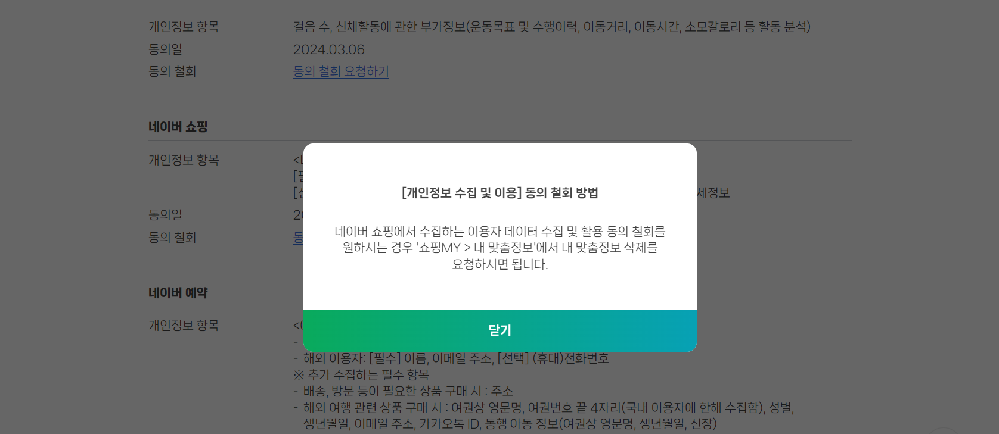 개인정보 항목 걸음 수, 신체활동에 관한 부가정보(운동목표 및 수행이력, 이동거리, 이동시간, 소모칼로리 등 활동 분석)
동의일 2024.03.06
동의 철회 동의 철회 요청하기
네이버 쇼핑
개인정보 항목
세정보
동의일
동의 철회
[개인정보 수집 및 이용] 동의 철회 방법
네이버 쇼핑에서 수집하는 이용자 데이터 수집 및 활용 동의 철회를
원하시는 경우 '쇼핑MY > 내 맞춤정보'에서 내 맞춤정보 삭제를
요청하시면 됩니다.
닫기
네이버 예약
개인정보 항목
-
- 해외 이용자: [필수] 이름, 이메일 주소, [선택] (휴대)전화번호
※ 추가 수집하는 필수 항목
- 배송, 방문 등이 필요한 상품 구매 시 : 주소
- 해외 여행 관련 상품 구매 시 : 여권상 영문명, 여권번호 끝 4자리(국내 이용자에 한해 수집함), 성별,
생년월일, 이메일 주소, 카카오톡 ID, 동행 아동 정보(여권상 영문명, 생년월일, 신장)